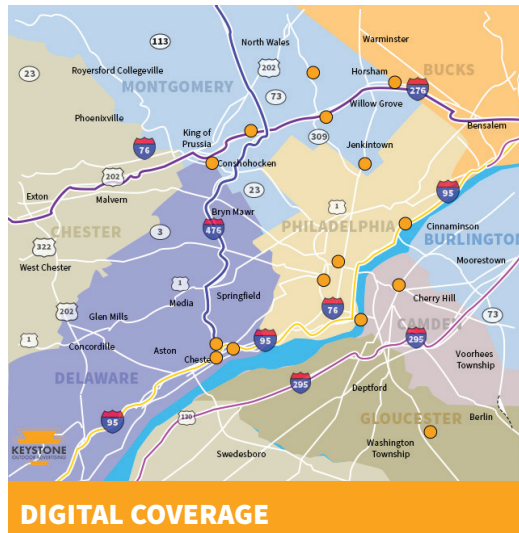 113
North Wales
Warminster
23
Royersford Collegeville
202
Horsham
BUCKS
MONTGOMERY
73
276
Willow Grove
Phoenixville
King of
Prussia
309
Bensalem
76
Jenkintown
202
Conshohocken
Exton
Malvern
23
95
CHESTER
Bryn Mawr
1
3
476
PHILADELPHIA
Cinnaminson
BURLINGTON
322
West Chester
Moorestown
1
Springfield
Media
76
Cherry Hill
202
Glen Mills
CAMDEN
73
1
Concordville
Aston
Chester
95
295
Voorhees
Township
DELAWARE
295
Deptford
95
130
GLOUCESTER
Berlin
KEYSTONE
OUTDOOR ADVERTISING
Swedesboro
Washington
Township
DIGITAL COVERAGE